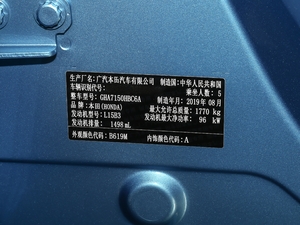 生产厂名: 广汽本田汽车有限公司 制造国: 中华人民共和国
车辆识别代号: 乘坐人数: 5
整车型号: GHA7150HBC6A 制造年月: 2019年08月
品牌: 本田(HONDA) 最大允许总质量: 1770 kg
发动机型号: L15B3 发动机最大净功率: 96 kW
发动机排量: 1498 mL
外观颜色代码: B619M 内饰颜色代码: A